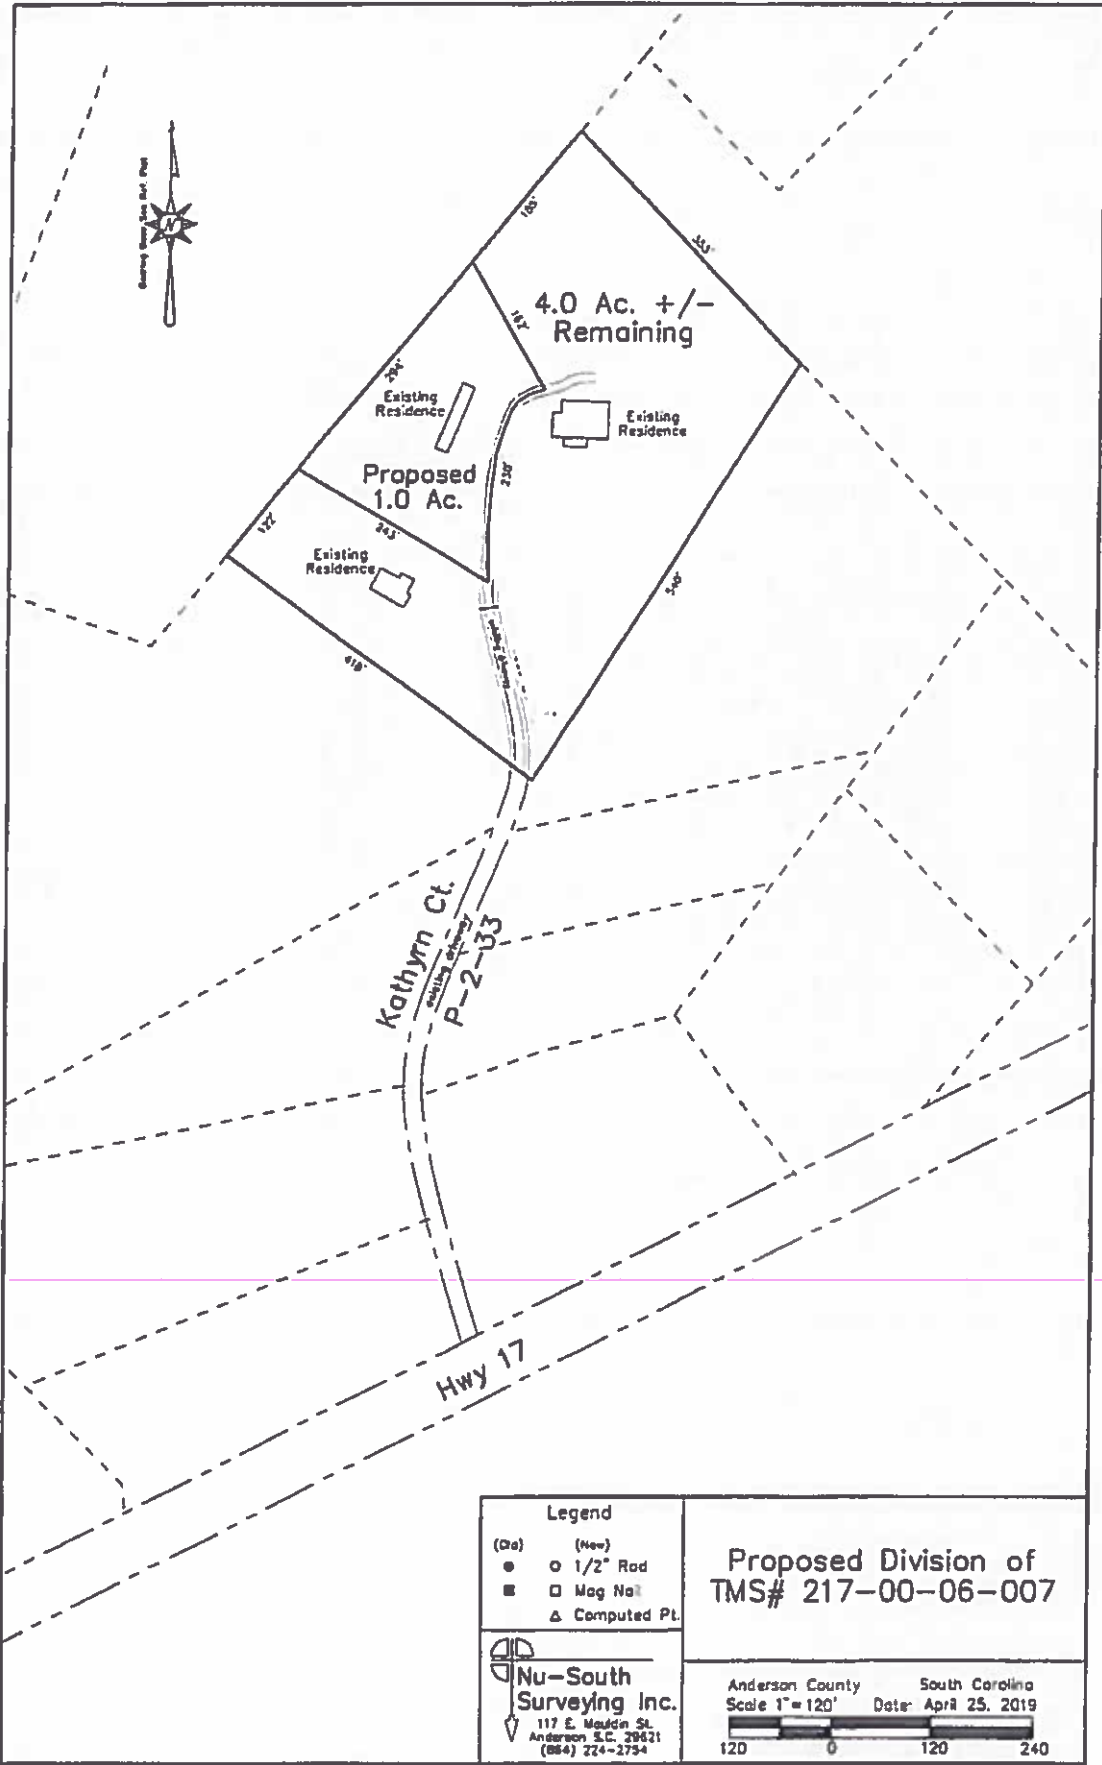 185'
353'
4.0 Ac. +/-
Remaining
167'
294'
Existing
Residence
Existing
Residence
230'
Proposed
1.0 Ac.
243'
122'
Existing
Residence
540'
418'
Kathyrn Ct.
existing driveway
P-2-33
Hwy 17
Legend
(Old) (New)
1/2" Rod
Mag Nail
Computed Pt.
Nu-South
Surveying Inc.
117 E. Mauldin St.
Anderson S.C. 29621
(864) 224-2754
Proposed Division of
TMS# 217-00-06-007
Anderson County South Carolina
Scale 1"=120' Date: April 25, 2019
120 0 120 240